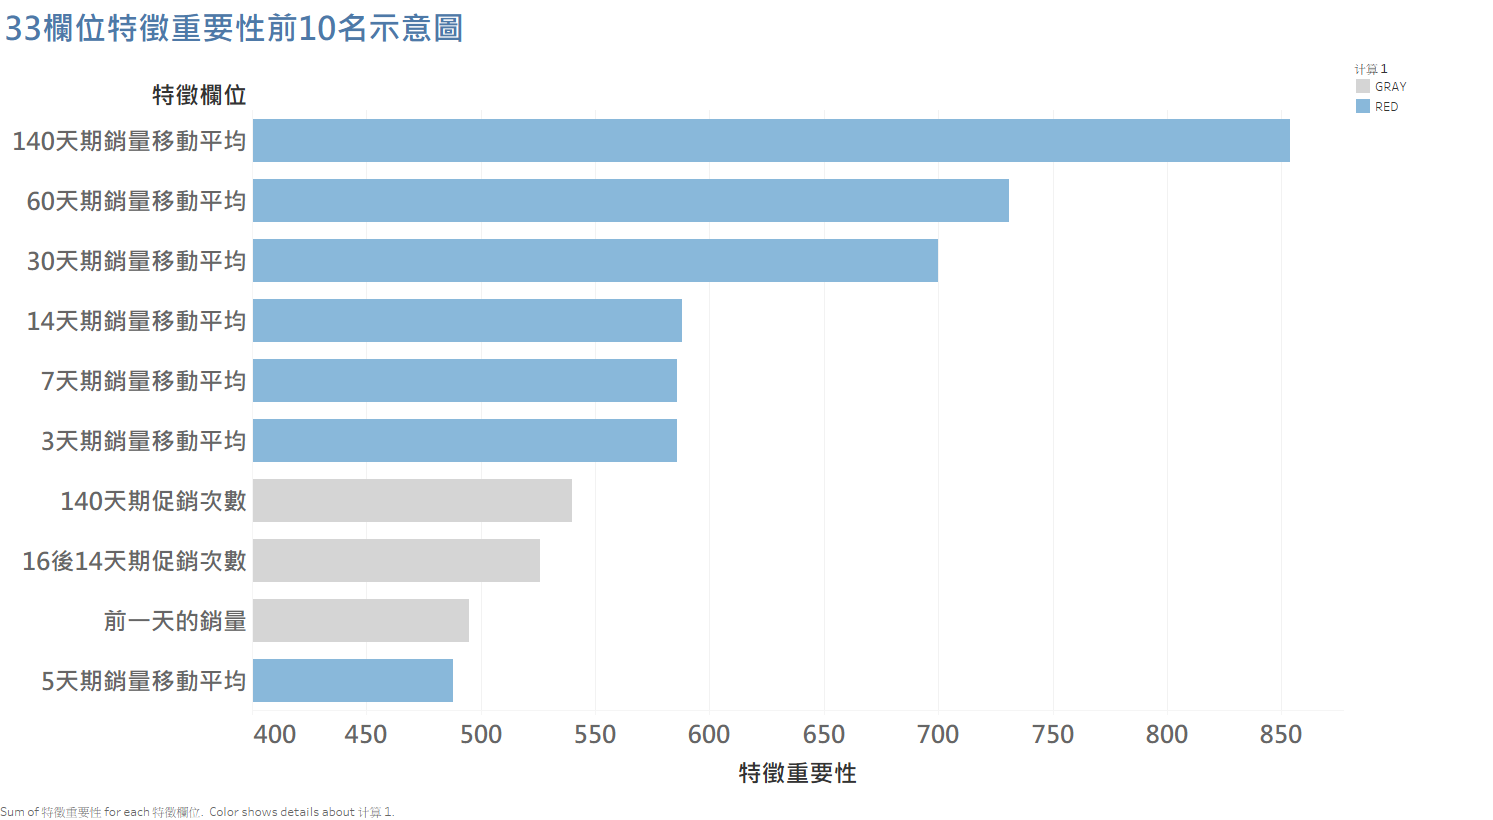 33欄位特徵重要性前10名示意圖
计算 1
GRAY
RED
特徵欄位
140天期銷量移動平均
60天期銷量移動平均
30天期銷量移動平均
14天期銷量移動平均
7天期銷量移動平均
3天期銷量移動平均
140天期促銷次數
16後14天期促銷次數
前一天的銷量
5天期銷量移動平均
400 450 500 550 600 650 700 750 800 850
特徵重要性
Sum of 特徵重要性 for each 特徵欄位. Color shows details about 计算 1.